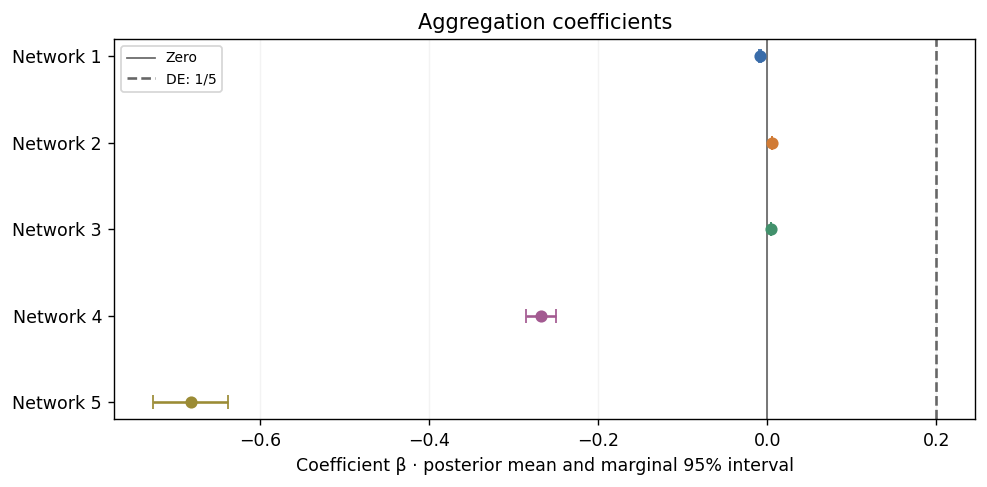 Aggregation coefficients
Network 1
Network 2
Network 3
Network 4
Network 5
Zero
DE: 1/5
−0.6
−0.4
−0.2
0.0
0.2
Coefficient β · posterior mean and marginal 95% interval